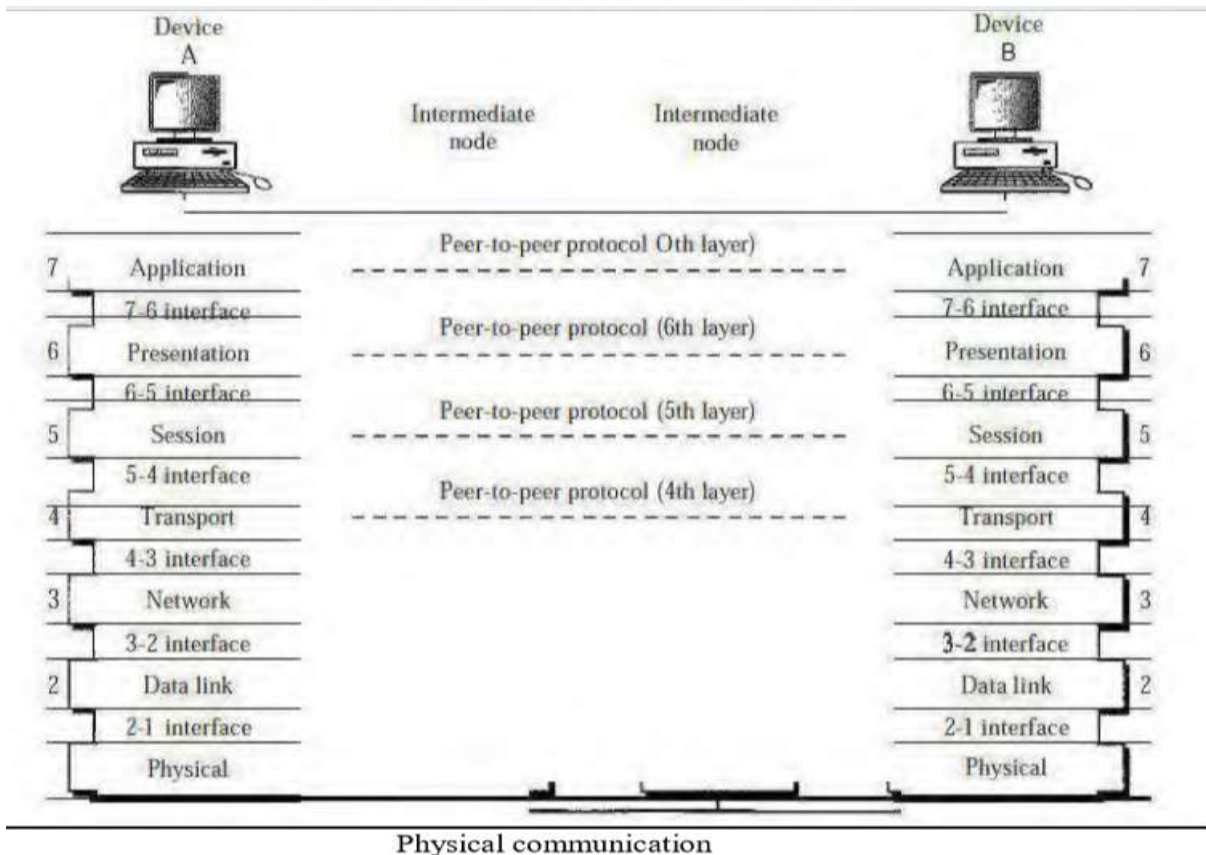 Device
A
Device
B
Intermediate
node
Intermediate
node
Peer-to-peer protocol Oth layer)
7 Application Application 7
7-6 interface 7-6 interface
Peer-to-peer protocol (6th layer)
6 Presentation Presentation 6
6-5 interface 6-5 interface
Peer-to-peer protocol (5th layer)
5 Session Session 5
5-4 interface 5-4 interface
Peer-to-peer protocol (4th layer)
4 Transport Transport 4
4-3 interface 4-3 interface
3 Network Network 3
3-2 interface 3-2 interface
2 Data link Data link 2
2-1 interface 2-1 interface
Physical Physical
Physical communication